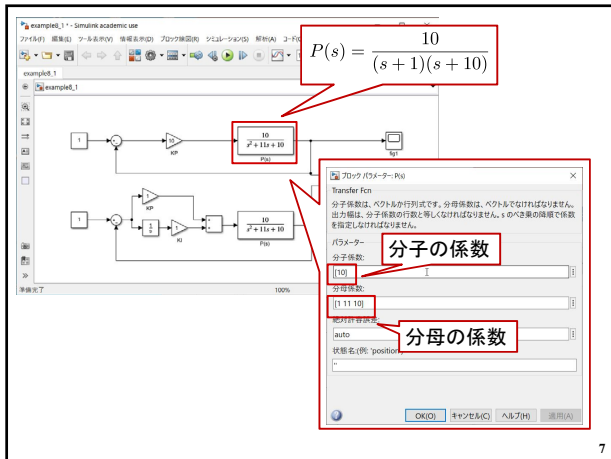 example8_1 * - Simulink academic use
ファイル(F) 編集(E) ツール表示(V) 情報表示(D) ブロック線図(R) シミュレーション(S) 解析(A) コード(C)
P(s) = 10 / (s + 1)(s + 10)
example8_1
example8_1
1
10
KP
10
s² + 11s + 10
P(s)
fig1
1
1
KP
1
s
1
KI
10
s² + 11s + 10
P(s)
準備完了
100%
ブロック パラメーター: P(s)
Transfer Fcn
分子係数は、ベクトルか行列式です。分母係数は、ベクトルでなければなりません。
出力幅は、分子係数の行数と等しくなければなりません。s のべき乗の降順で係数
を指定しなければなりません。
パラメーター
分子係数:
分子の係数
[10]
分母係数:
[1 11 10]
絶対許容誤差:
auto
分母の係数
状態名:(例: 'position')
''
OK(O) キャンセル(C) ヘルプ(H) 適用(A)
7